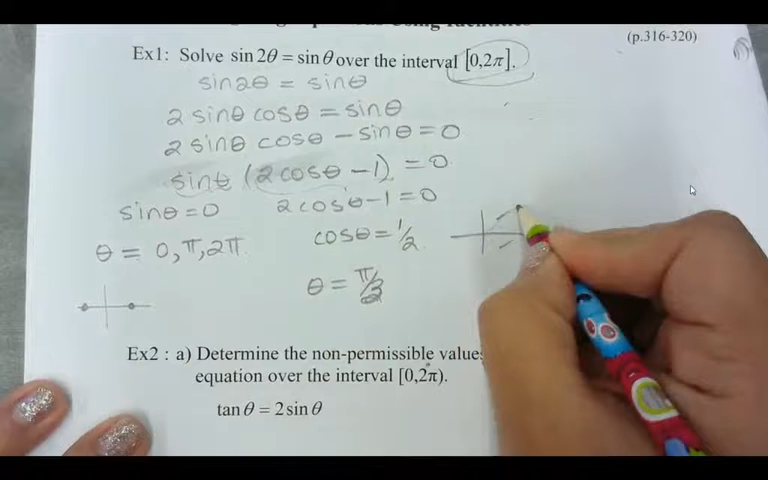 (p.316-320)
Ex1: Solve sin 2θ = sin θ over the interval [0,2π].
sin2θ = sinθ
2 sinθ cosθ = sinθ
2 sinθ cosθ - sinθ = 0
sinθ (2cosθ - 1) = 0
sinθ = 0 2cosθ - 1 = 0
θ = 0, π, 2π cosθ = 1/2
θ = π/3
Ex2 : a) Determine the non-permissible values
equation over the interval [0,2π).
tan θ = 2 sin θ